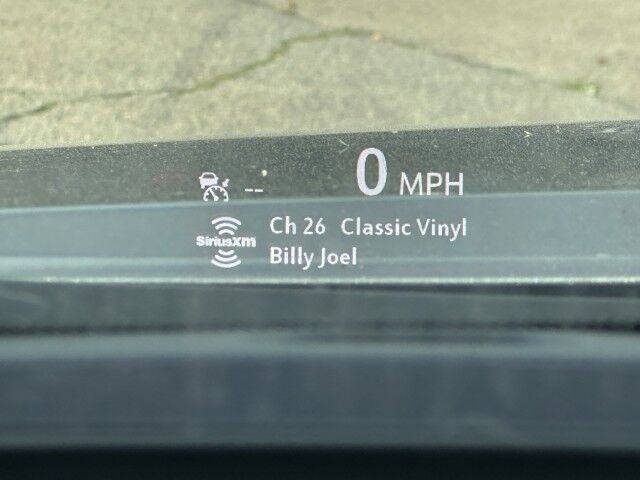 -- 0 MPH
SiriusXM Ch 26 Classic Vinyl
Billy Joel